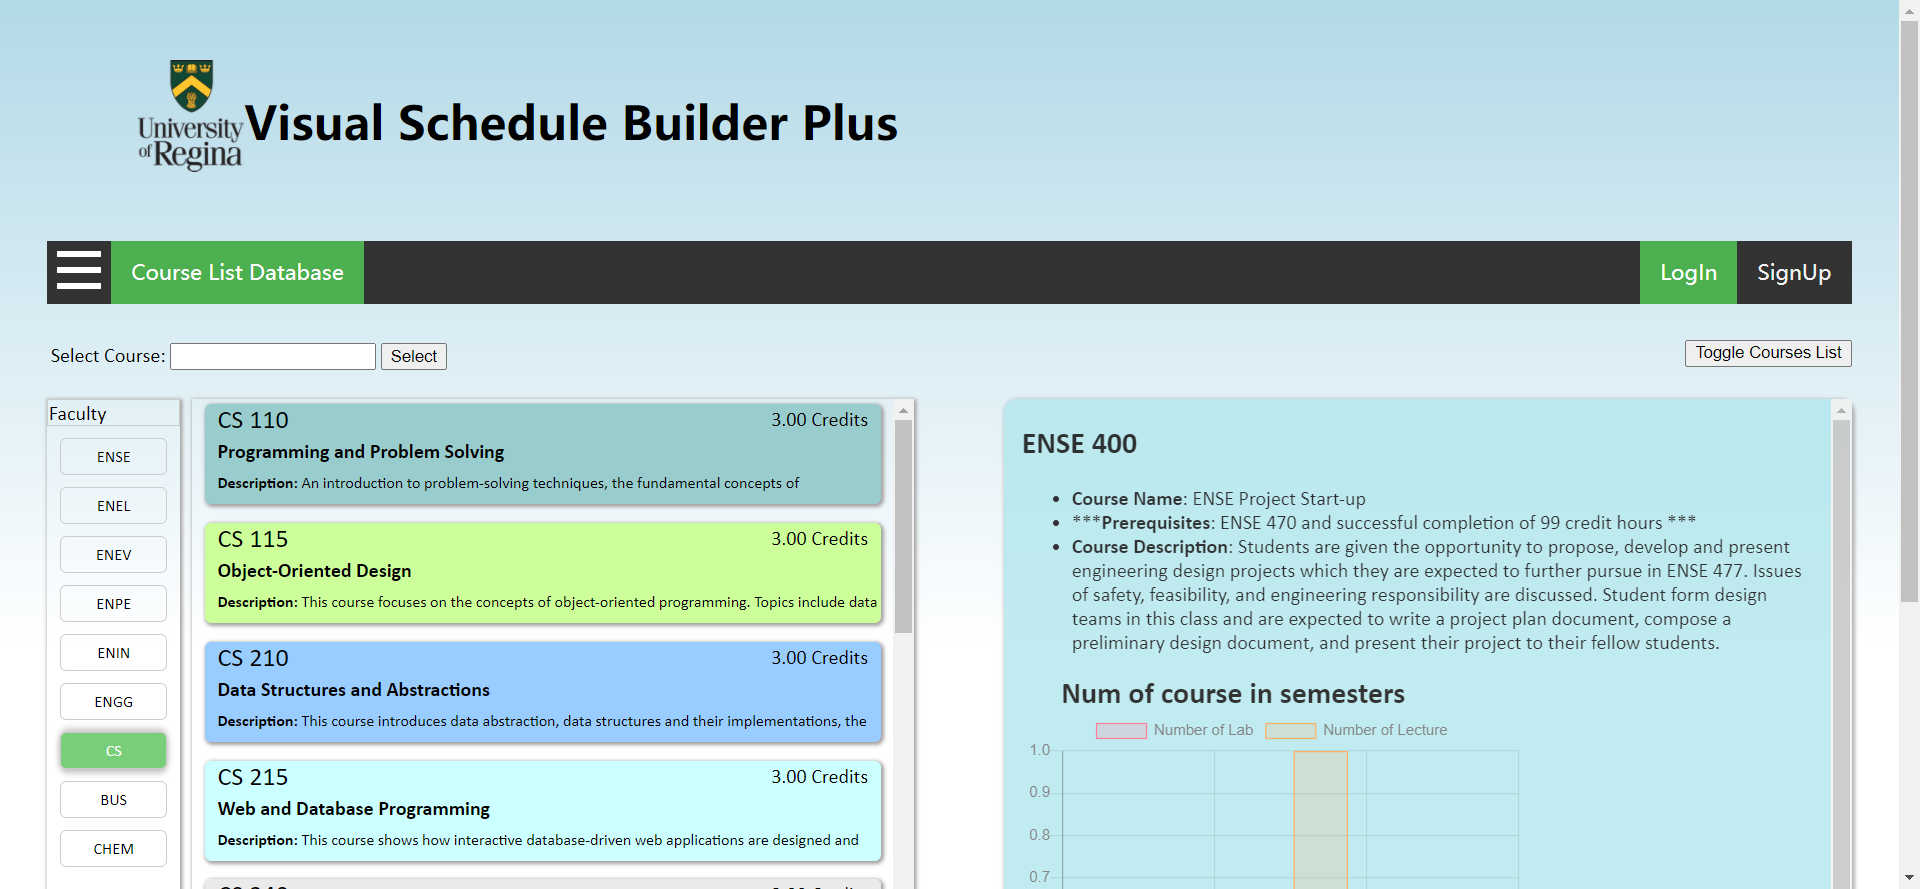 University
of Regina
Visual Schedule Builder Plus
Course List Database
LogIn
SignUp
Select Course:
Select
Toggle Courses List
Faculty
ENSE
ENEL
ENEV
ENPE
ENIN
ENGG
CS
BUS
CHEM
CS 110
3.00 Credits
Programming and Problem Solving
Description: An introduction to problem-solving techniques, the fundamental concepts of
CS 115
3.00 Credits
Object-Oriented Design
Description: This course focuses on the concepts of object-oriented programming. Topics include data
CS 210
3.00 Credits
Data Structures and Abstractions
Description: This course introduces data abstraction, data structures and their implementations, the
CS 215
3.00 Credits
Web and Database Programming
Description: This course shows how interactive database-driven web applications are designed and
ENSE 400
Course Name: ENSE Project Start-up
***Prerequisites: ENSE 470 and successful completion of 99 credit hours ***
Course Description: Students are given the opportunity to propose, develop and present
engineering design projects which they are expected to further pursue in ENSE 477. Issues
of safety, feasibility, and engineering responsibility are discussed. Student form design
teams in this class and are expected to write a project plan document, compose a
preliminary design document, and present their project to their fellow students.
Num of course in semesters
Number of Lab
Number of Lecture
1.0
0.9
0.8
0.7